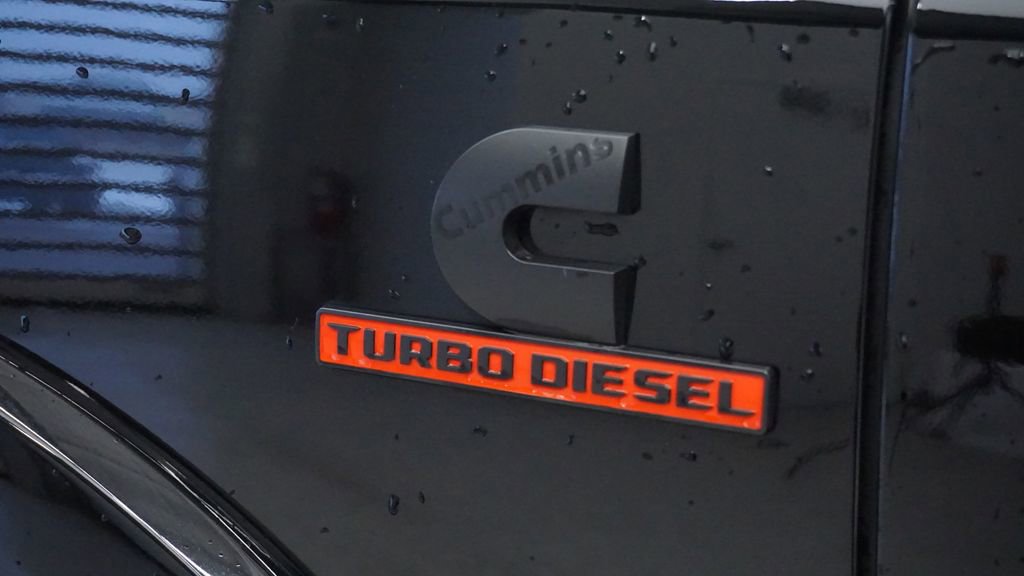 Cummins
TURBO DIESEL